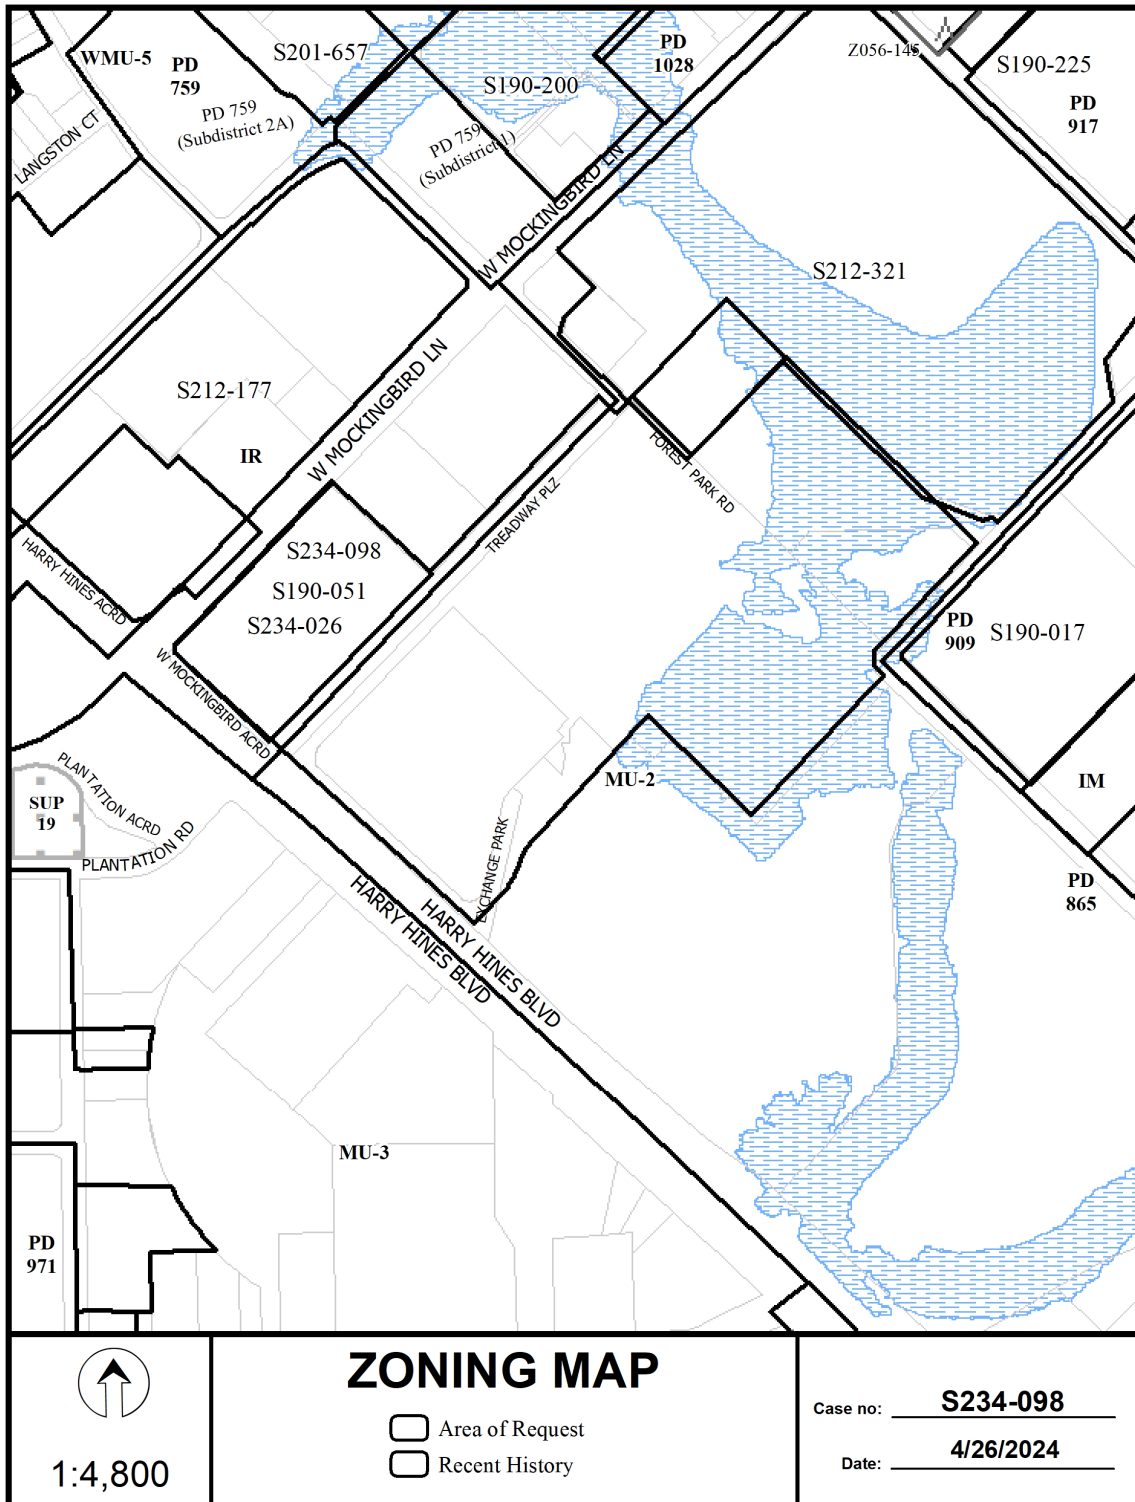 S201-657
PD
1028
Z056-145
S190-225
WMU-5
PD
759
S190-200
PD
917
PD 759
(Subdistrict 2A)
PD 759
(Subdistrict 1)
LANGSTON CT
W MOCKINGBIRD LN
S212-321
S212-177
W MOCKINGBIRD LN
IR
FOREST PARK RD
TREADWAY PLZ
HARRY HINES ACRD
S234-098
S190-051
S234-026
PD
909
S190-017
W MOCKINGBIRD ACRD
PLANTATION ACRD
MU-2
IM
SUP
19
PLANTATION RD
EXCHANGE PARK
PD
865
HARRY HINES BLVD
HARRY HINES BLVD
MU-3
PD
971
1:4,800
ZONING MAP
Area of Request
Recent History
Case no: S234-098
Date: 4/26/2024